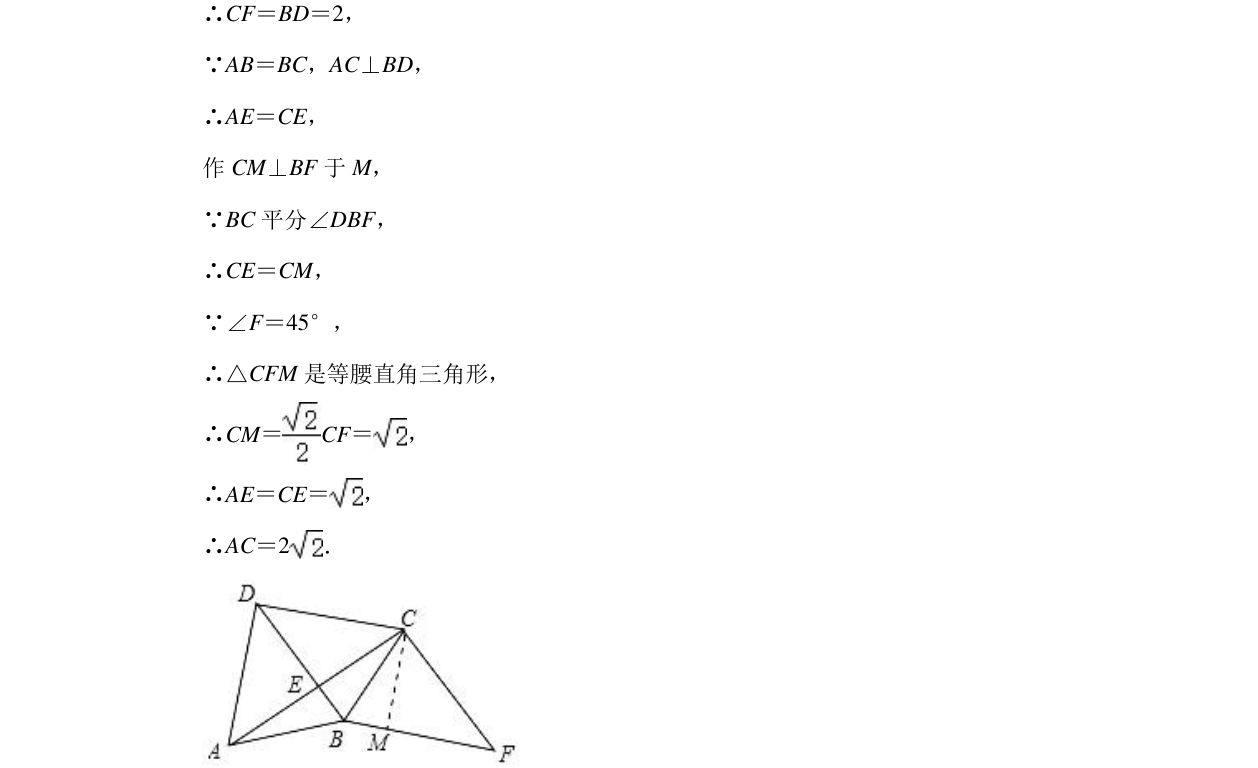 ∴CF＝BD＝2，
∵AB＝BC，AC⊥BD，
∴AE＝CE，
作 CM⊥BF 于 M，
∵BC 平分∠DBF，
∴CE＝CM，
∵∠F＝45°，
∴△CFM 是等腰直角三角形，
∴CM＝√2/2CF＝√2，
∴AE＝CE＝√2，
∴AC＝2√2.
D
C
E
A
B
M
F